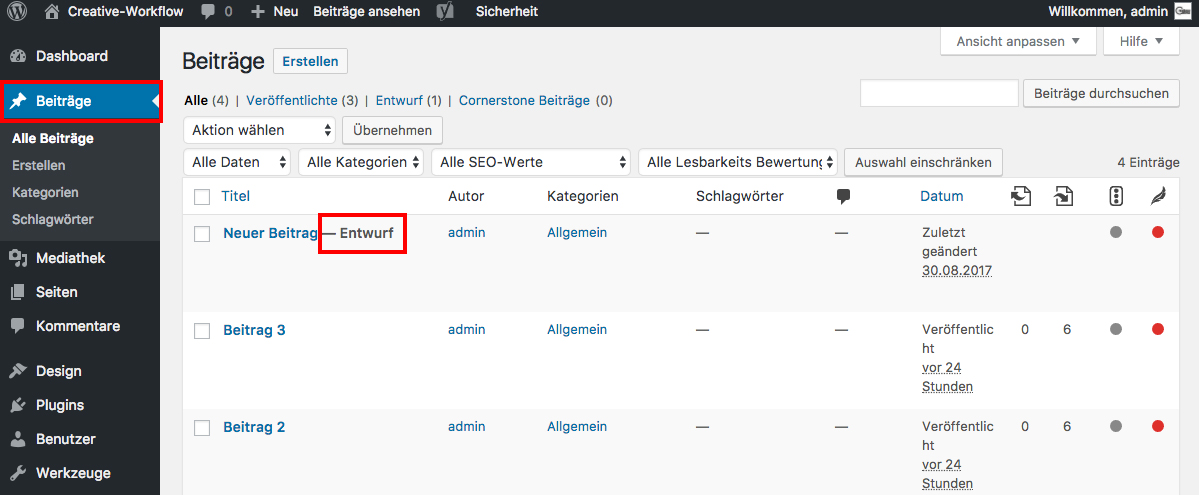 Creative-Workflow 0 Neu Beiträge ansehen Sicherheit Willkommen, admin
Dashboard
Beiträge
Alle Beiträge
Erstellen
Kategorien
Schlagwörter
Mediathek
Seiten
Kommentare
Design
Plugins
Benutzer
Werkzeuge
Ansicht anpassen Hilfe
Beiträge Erstellen
Alle (4) | Veröffentlichte (3) | Entwurf (1) | Cornerstone Beiträge (0)
Beiträge durchsuchen
Aktion wählen Übernehmen
Alle Daten Alle Kategorien Alle SEO-Werte Alle Lesbarkeits Bewertung Auswahl einschränken 4 Einträge
Titel Autor Kategorien Schlagwörter Datum
Neuer Beitrag — Entwurf admin Allgemein — — Zuletzt
geändert
30.08.2017
Beitrag 3 admin Allgemein — — Veröffentlic 0 6
ht
vor 24
Stunden
Beitrag 2 admin Allgemein — — Veröffentlic 0 6
ht
vor 24
Stunden